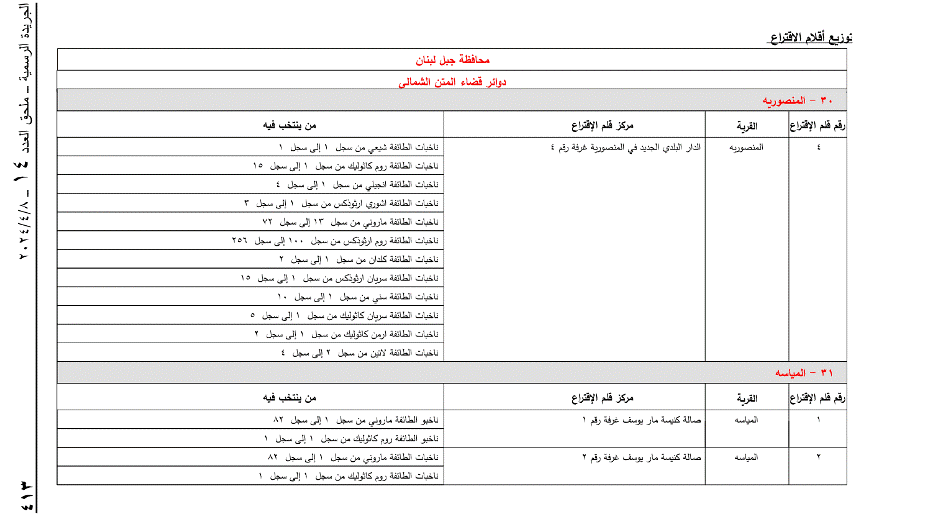 توزيع أقلام الاقتراع
محافظة جبل لبنان
دوائر قضاء المتن الشمالي
٣٠ - المنصوريه
رقم قلم الإقتراع القرية مركز قلم الإقتراع من ينتخب فيه
٤ المنصوريه الدار البلدي الجديد في المنصورية غرفة رقم ٤ ناخبات الطائفة شيعي من سجل ١ إلى سجل ١
ناخبات الطائفة روم كاثوليك من سجل ١ إلى سجل ١٥
ناخبات الطائفة انجيلي من سجل ١ إلى سجل ٤
ناخبات الطائفة اشوري ارثوذكس من سجل ١ إلى سجل ٣
ناخبات الطائفة ماروني من سجل ١٣ إلى سجل ٧٢
ناخبات الطائفة روم ارثوذكس من سجل ١٠٠ إلى سجل ٢٥٦
ناخبات الطائفة كلدان من سجل ١ إلى سجل ٢
ناخبات الطائفة سريان ارثوذكس من سجل ١ إلى سجل ١٥
ناخبات الطائفة سني من سجل ١ إلى سجل ١٠
ناخبات الطائفة سريان كاثوليك من سجل ١ إلى سجل ٥
ناخبات الطائفة ارمن كاثوليك من سجل ١ إلى سجل ٢
ناخبات الطائفة لاتين من سجل ٢ إلى سجل ٤
٣١ - المياسه
رقم قلم الإقتراع القرية مركز قلم الإقتراع من ينتخب فيه
١ المياسه صالة كنيسة مار يوسف غرفة رقم ١ ناخبو الطائفة ماروني من سجل ١ إلى سجل ٨٢
ناخبو الطائفة روم كاثوليك من سجل ١ إلى سجل ١
٢ المياسه صالة كنيسة مار يوسف غرفة رقم ٢ ناخبات الطائفة ماروني من سجل ١ إلى سجل ٨٢
ناخبات الطائفة روم كاثوليك من سجل ١ إلى سجل ١
الجريدة الرسمية – ملحق العدد ١٤ – ٢٠٢٤/٤/٨
٤١٣